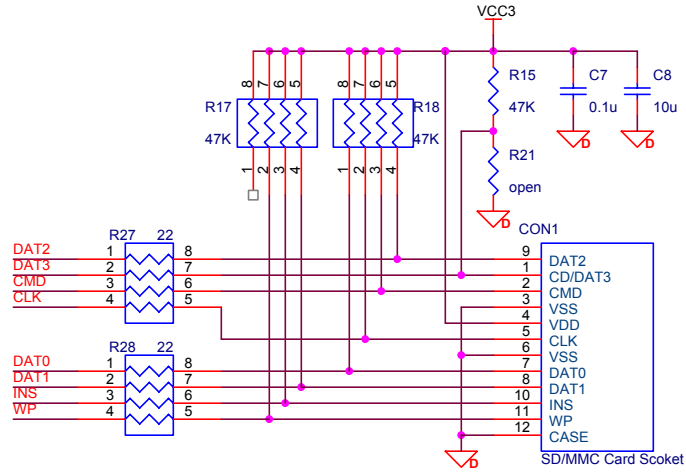 VCC3
8 7 6 5 8 7 6 5
R17 R18 R15 C7 C8
47K 47K 47K 0.1u 10u
1 2 3 4 1 2 3 4
D D
R21
open
D
CON1
R27 22
DAT2 1 8 9 DAT2
DAT3 2 7 1 CD/DAT3
CMD 3 6 2 CMD
CLK 4 5 3 VSS
4 VDD
5 CLK
R28 22 6 VSS
DAT0 1 8 7 DAT0
DAT1 2 7 8 DAT1
INS 3 6 10 INS
WP 4 5 11 WP
12 CASE
D SD/MMC Card Scoket